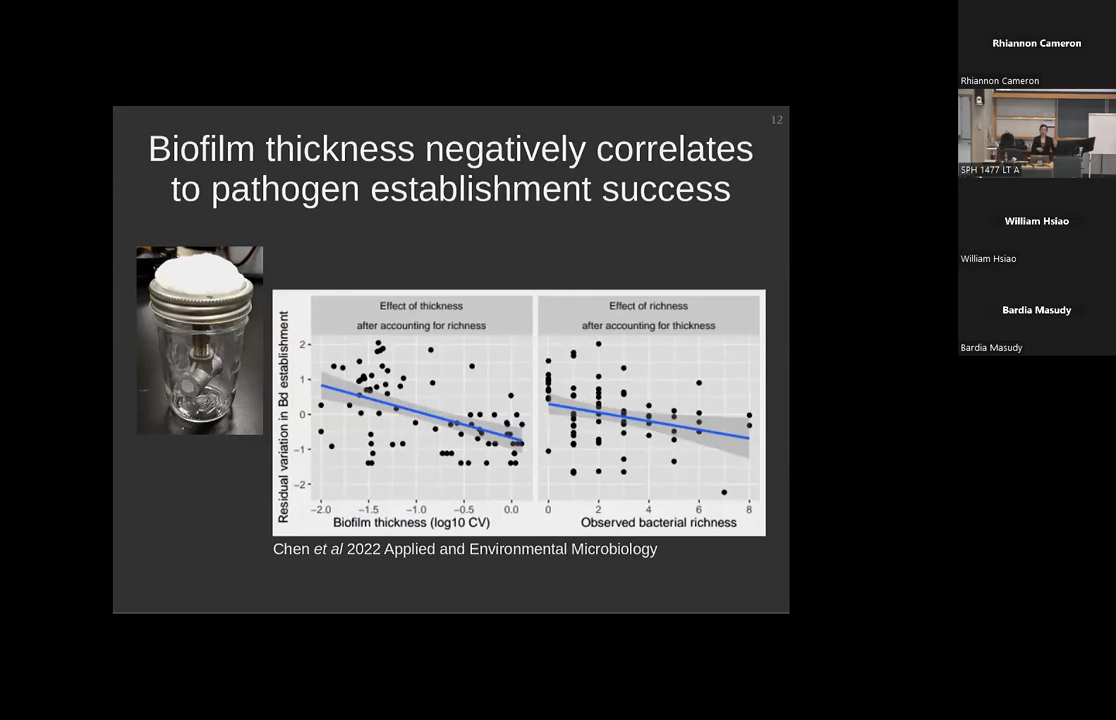 12
Biofilm thickness negatively correlates
to pathogen establishment success
Residual variation in Bd establishment
Effect of thickness
after accounting for richness
2
1
0
−1
−2
−2.0 −1.5 −1.0 −0.5 0.0
Biofilm thickness (log10 CV)
Effect of richness
after accounting for thickness
0 2 4 6 8
Observed bacterial richness
Chen et al 2022 Applied and Environmental Microbiology
Rhiannon Cameron
Rhiannon Cameron
SPH 1477 LT A
William Hsiao
William Hsiao
Bardia Masudy
Bardia Masudy